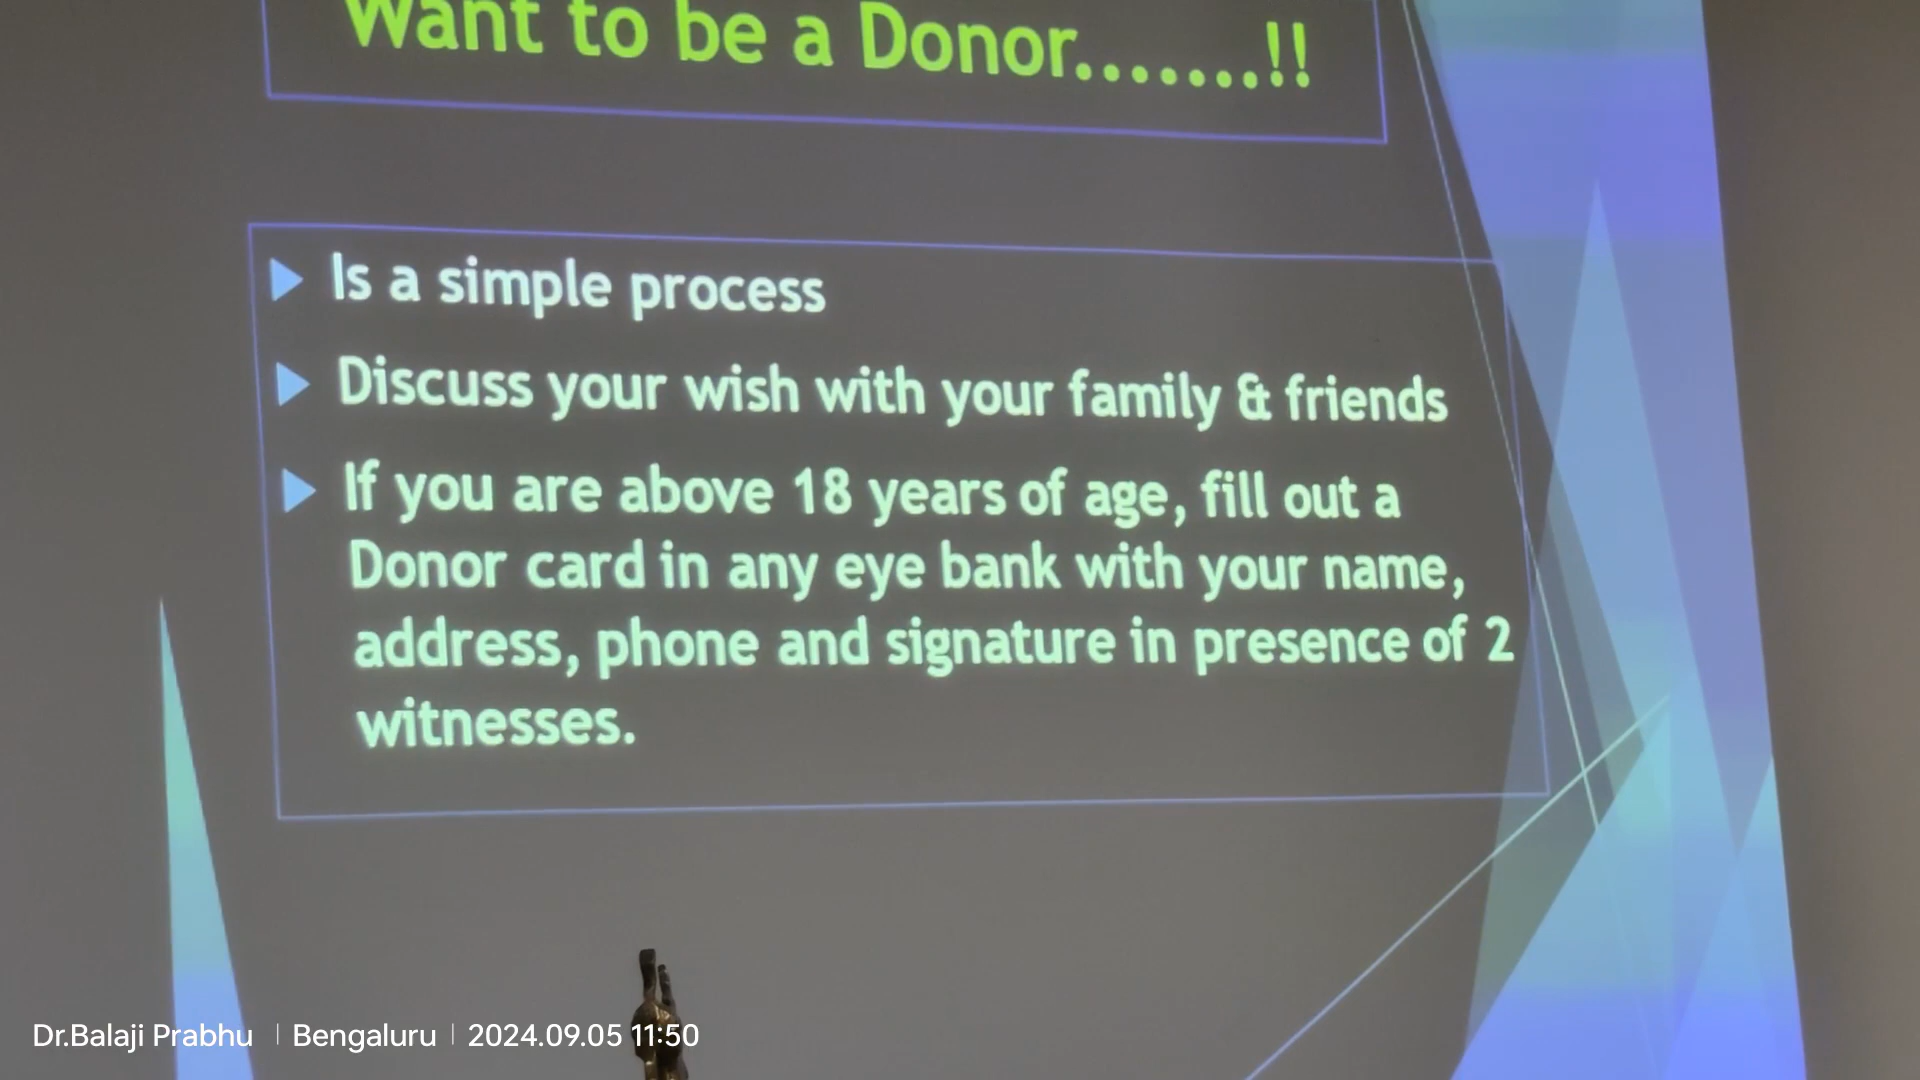 Want to be a Donor.......!!
Is a simple process
Discuss your wish with your family & friends
If you are above 18 years of age, fill out a
Donor card in any eye bank with your name,
address, phone and signature in presence of 2
witnesses.
Dr.Balaji Prabhu | Bengaluru | 2024.09.05 11:50